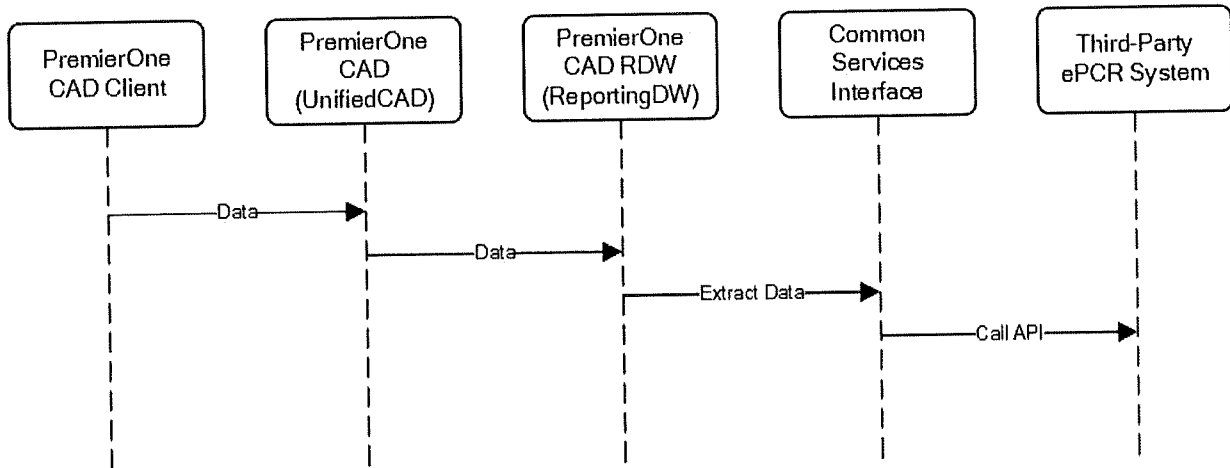 PremierOne
CAD Client
PremierOne
CAD
(UnifiedCAD)
PremierOne
CAD RDW
(ReportingDW)
Common
Services
Interface
Third-Party
ePCR System
Data
Data
Extract Data
Call API